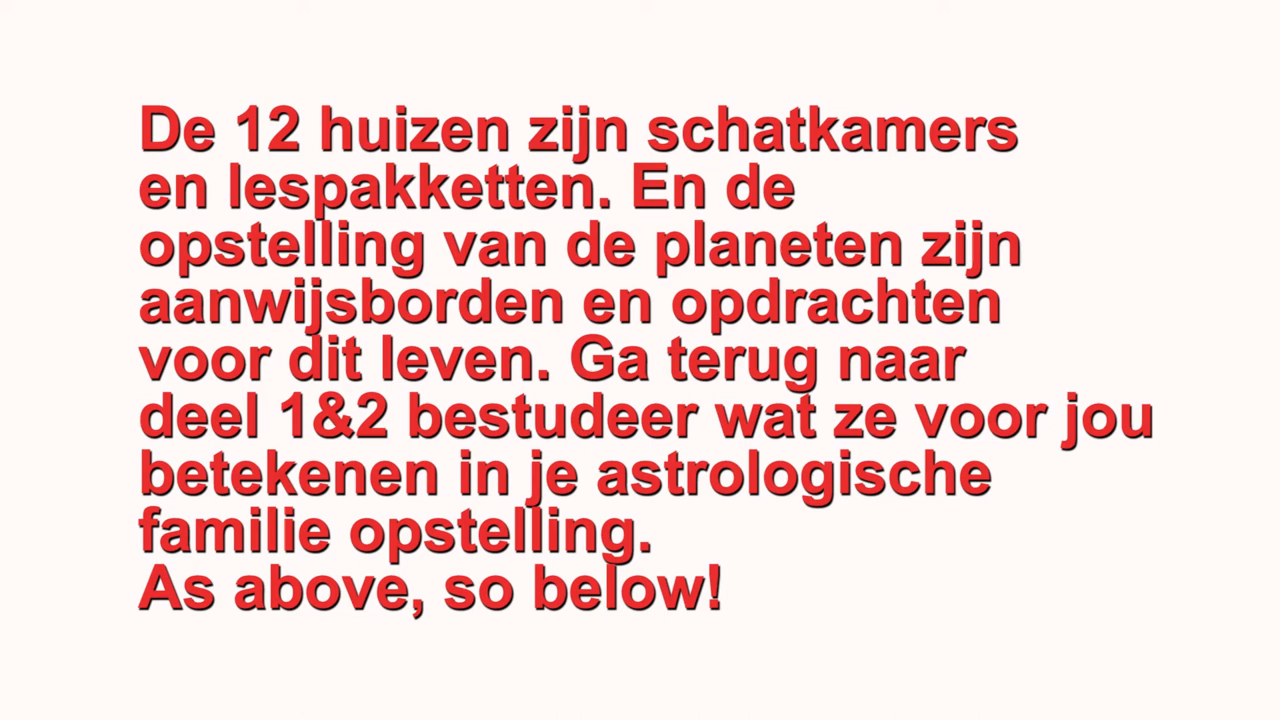 De 12 huizen zijn schatkamers
en lespakketten. En de
opstelling van de planeten zijn
aanwijsborden en opdrachten
voor dit leven. Ga terug naar
deel 1&2 bestudeer wat ze voor jou
betekenen in je astrologische
familie opstelling.
As above, so below!